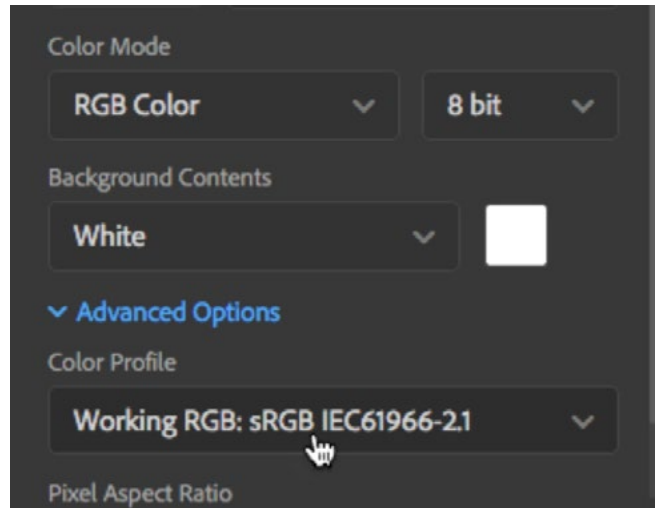 Color Mode
RGB Color 8 bit
Background Contents
White
Advanced Options
Color Profile
Working RGB: sRGB IEC61966-2.1
Pixel Aspect Ratio